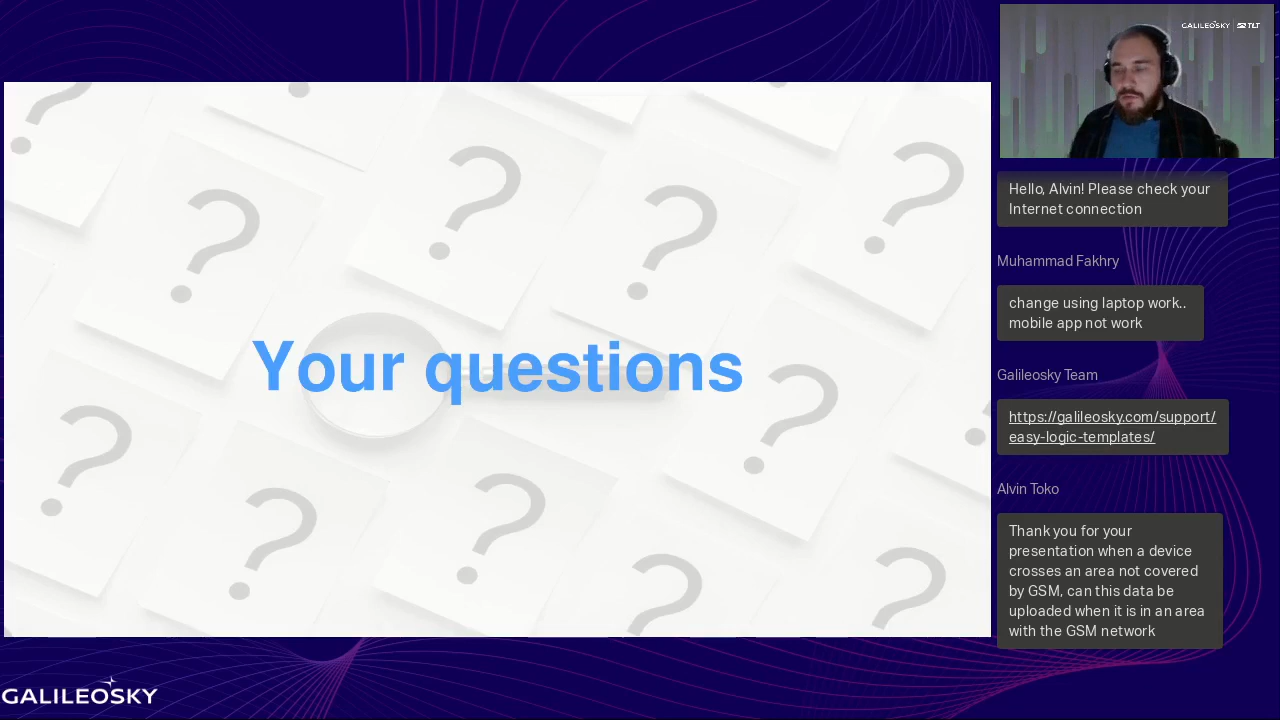 GALILEOSKY TLT
Your questions
Hello, Alvin! Please check your
Internet connection
Muhammad Fakhry
change using laptop work..
mobile app not work
Galileosky Team
https://galileosky.com/support/
easy-logic-templates/
Alvin Toko
Thank you for your
presentation when a device
crosses an area not covered
by GSM, can this data be
uploaded when it is in an area
with the GSM network
GALILEOSKY